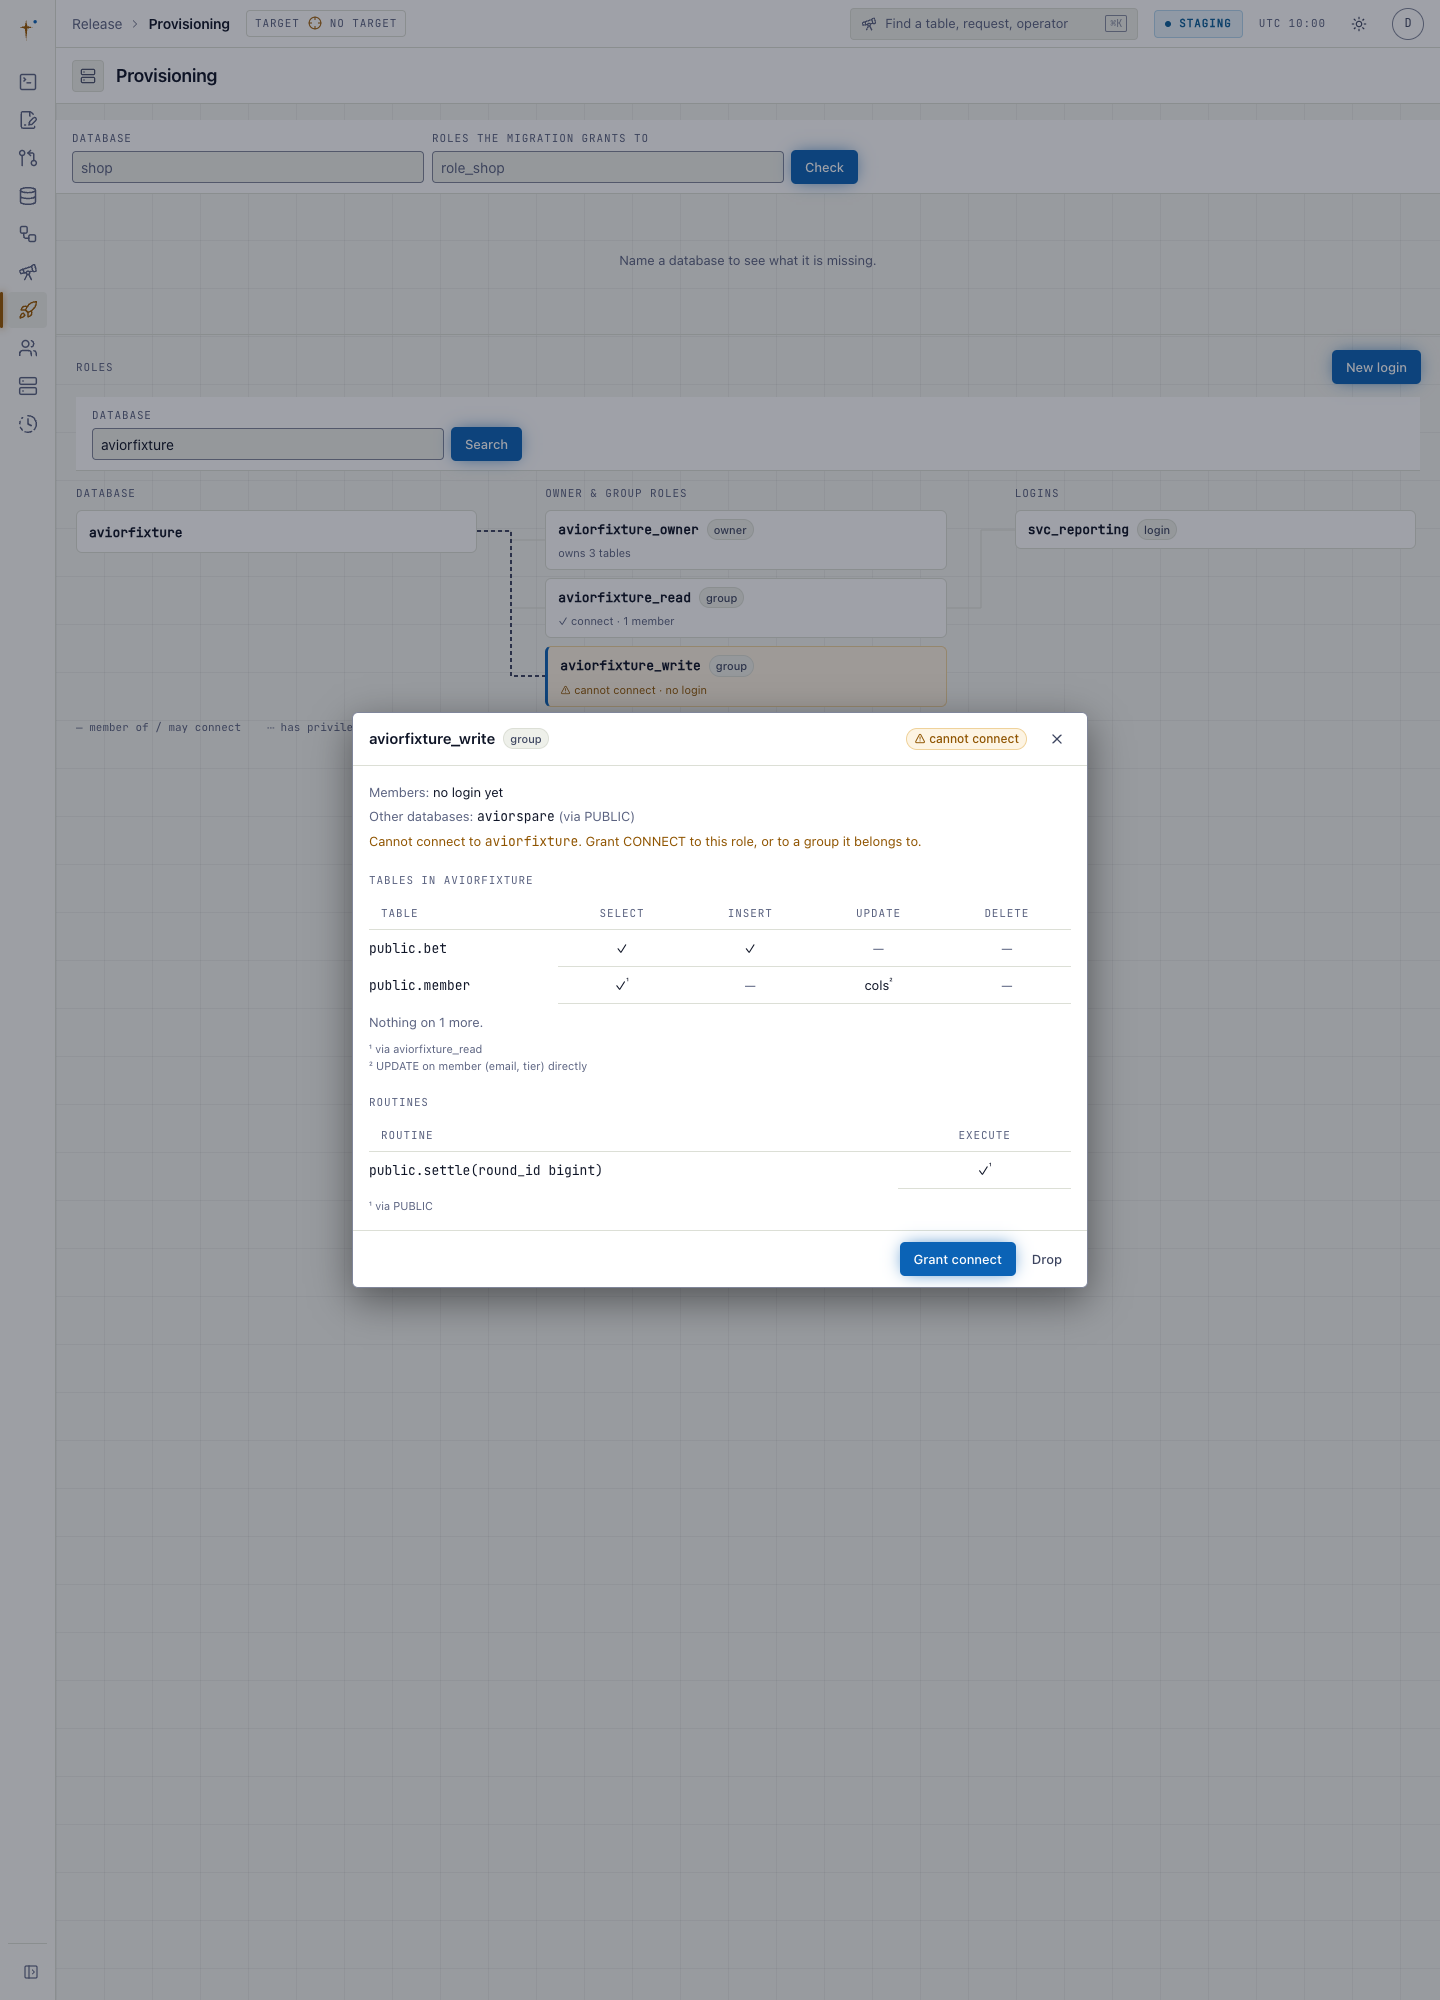 Release > Provisioning
TARGET NO TARGET
Find a table, request, operator ⌘K
STAGING
UTC 10:00
D
Provisioning
DATABASE
ROLES THE MIGRATION GRANTS TO
shop
role_shop
Check
Name a database to see what it is missing.
ROLES
New login
DATABASE
aviorfixture
Search
DATABASE
OWNER & GROUP ROLES
LOGINS
aviorfixture
aviorfixture_owner owner
owns 3 tables
svc_reporting login
aviorfixture_read group
✓ connect · 1 member
aviorfixture_write group
⚠ cannot connect · no login
— member of / may connect
— has privile
aviorfixture_write group
⚠ cannot connect
Members: no login yet
Other databases: aviorspare (via PUBLIC)
Cannot connect to aviorfixture. Grant CONNECT to this role, or to a group it belongs to.
TABLES IN AVIORFIXTURE
TABLE SELECT INSERT UPDATE DELETE
public.bet ✓ ✓ — —
public.member ✓¹ — cols² —
Nothing on 1 more.
¹ via aviorfixture_read
² UPDATE on member (email, tier) directly
ROUTINES
ROUTINE EXECUTE
public.settle(round_id bigint) ✓¹
¹ via PUBLIC
Grant connect
Drop